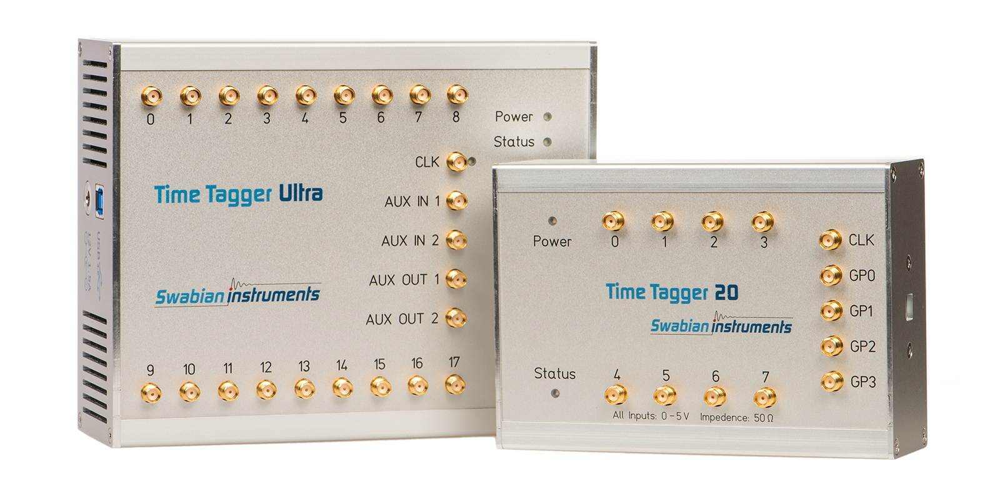 0 1 2 3 4 5 6 7 8
Power
Status
CLK
Time Tagger Ultra
AUX IN 1
AUX IN 2
AUX OUT 1
Swabian instruments
AUX OUT 2
9 10 11 12 13 14 15 16 17
12V 1.5A
Power
0 1 2 3
CLK
GP0
Time Tagger 20
GP1
Swabian instruments
GP2
Status
4 5 6 7
GP3
All Inputs: 0 – 5 V Impedence: 50 Ω